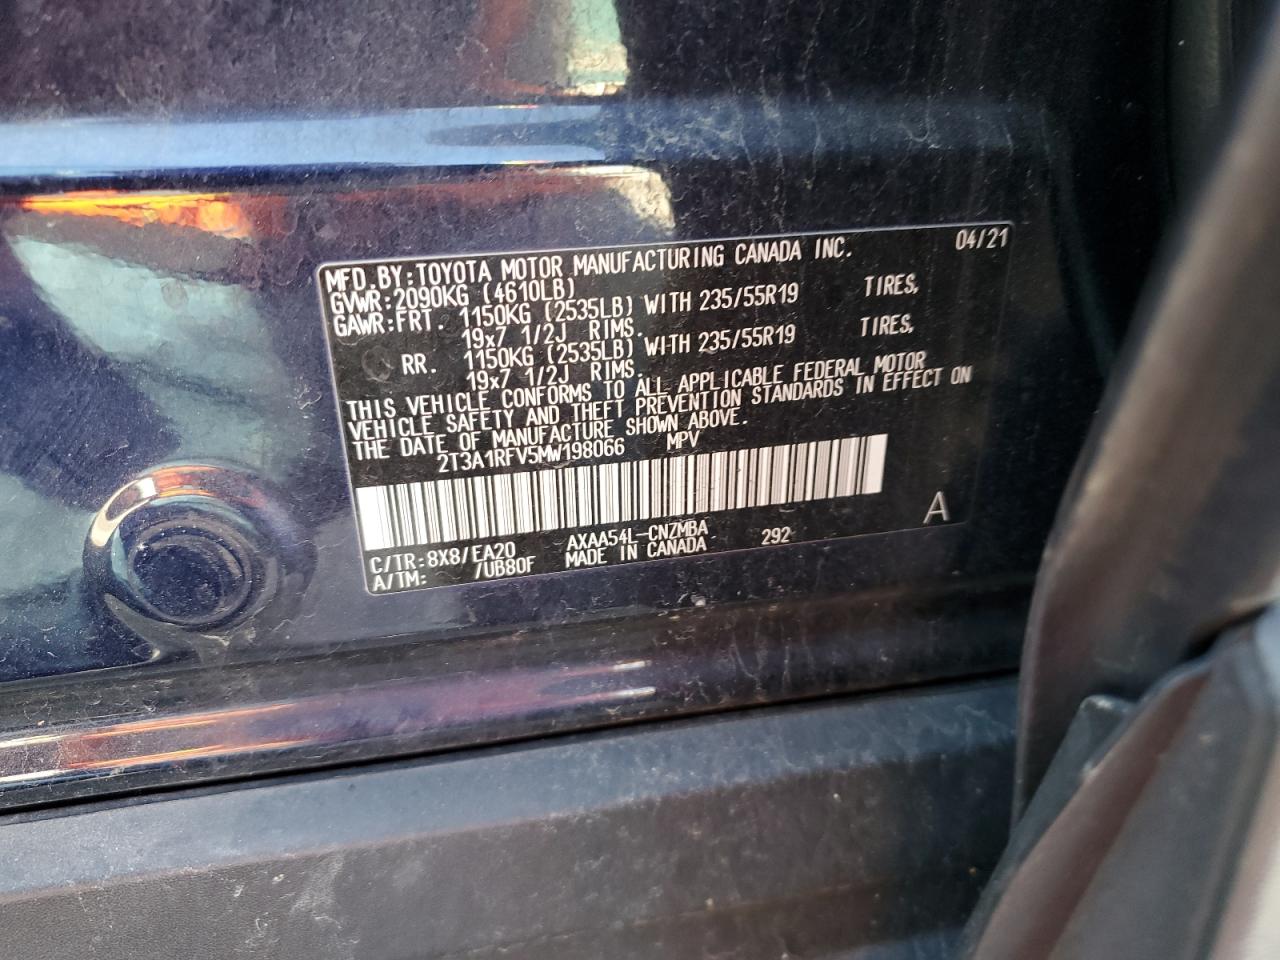 MFD.BY:TOYOTA MOTOR MANUFACTURING CANADA INC. 04/21
GVWR:2090KG (4610LB)
GAWR:FRT. 1150KG (2535LB) WITH 235/55R19 TIRES,
19x7 1/2J RIMS.
RR. 1150KG (2535LB) WITH 235/55R19 TIRES,
19x7 1/2J RIMS.
THIS VEHICLE CONFORMS TO ALL APPLICABLE FEDERAL MOTOR
VEHICLE SAFETY AND THEFT PREVENTION STANDARDS IN EFFECT ON
THE DATE OF MANUFACTURE SHOWN ABOVE.
2T3A1RFV5MW198066 MPV
A
C/TR:8X8/EA20 AXAA54L-CNZMBA 292
A/TM: /UB80F MADE IN CANADA